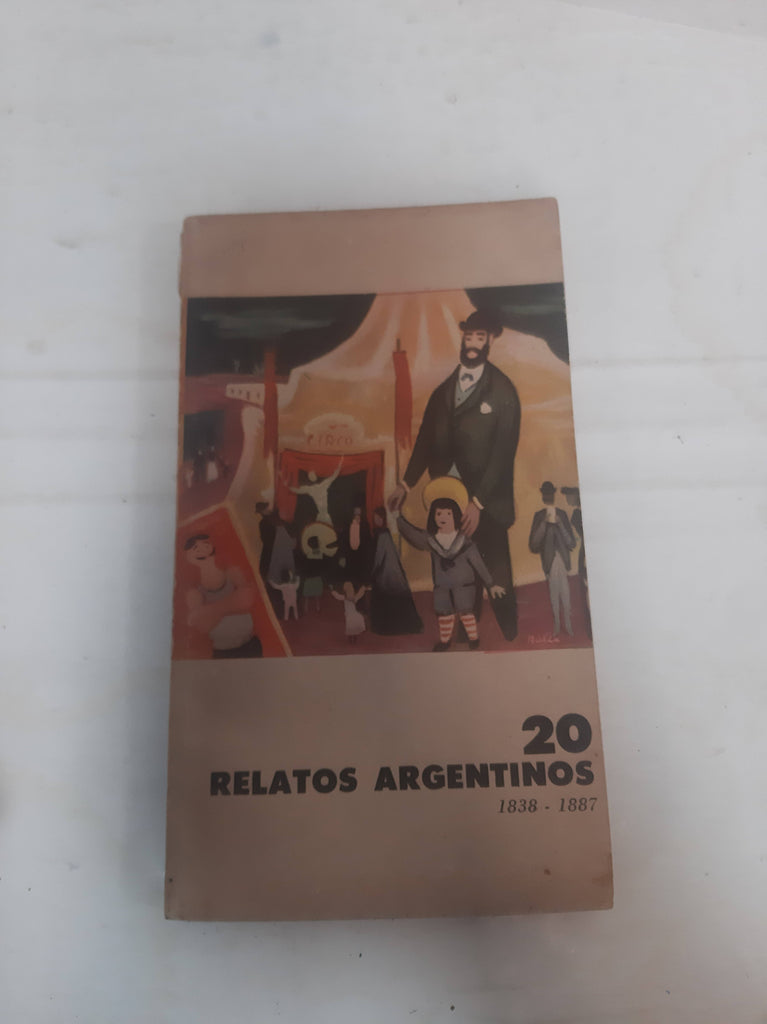 CIRCO
20
RELATOS ARGENTINOS
1838 - 1887